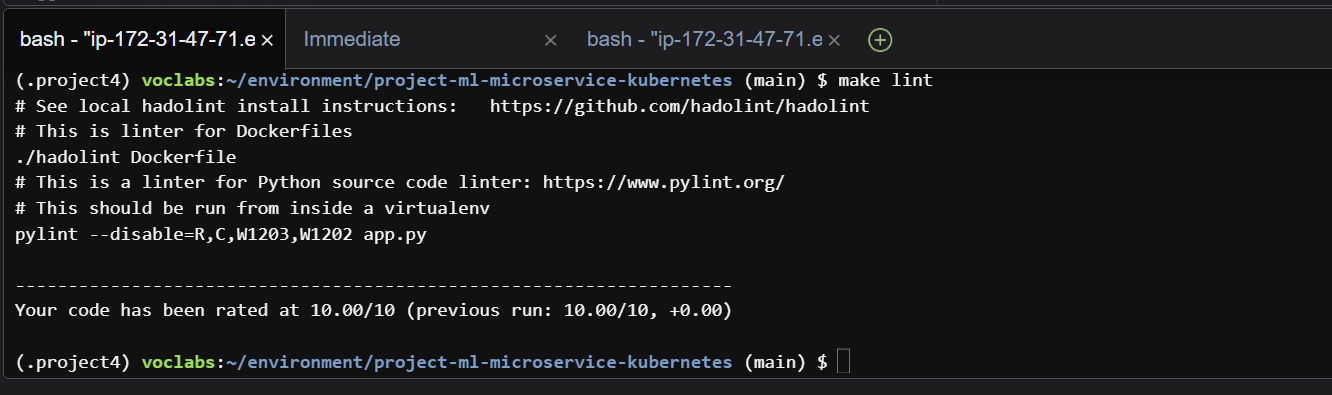 bash - "ip-172-31-47-71.e × Immediate × bash - "ip-172-31-47-71.e ×
(.project4) voclabs:~/environment/project-ml-microservice-kubernetes (main) $ make lint
# See local hadolint install instructions:   https://github.com/hadolint/hadolint
# This is linter for Dockerfiles
./hadolint Dockerfile
# This is a linter for Python source code linter: https://www.pylint.org/
# This should be run from inside a virtualenv
pylint --disable=R,C,W1203,W1202 app.py
--------------------------------------------------------------------
Your code has been rated at 10.00/10 (previous run: 10.00/10, +0.00)
(.project4) voclabs:~/environment/project-ml-microservice-kubernetes (main) $